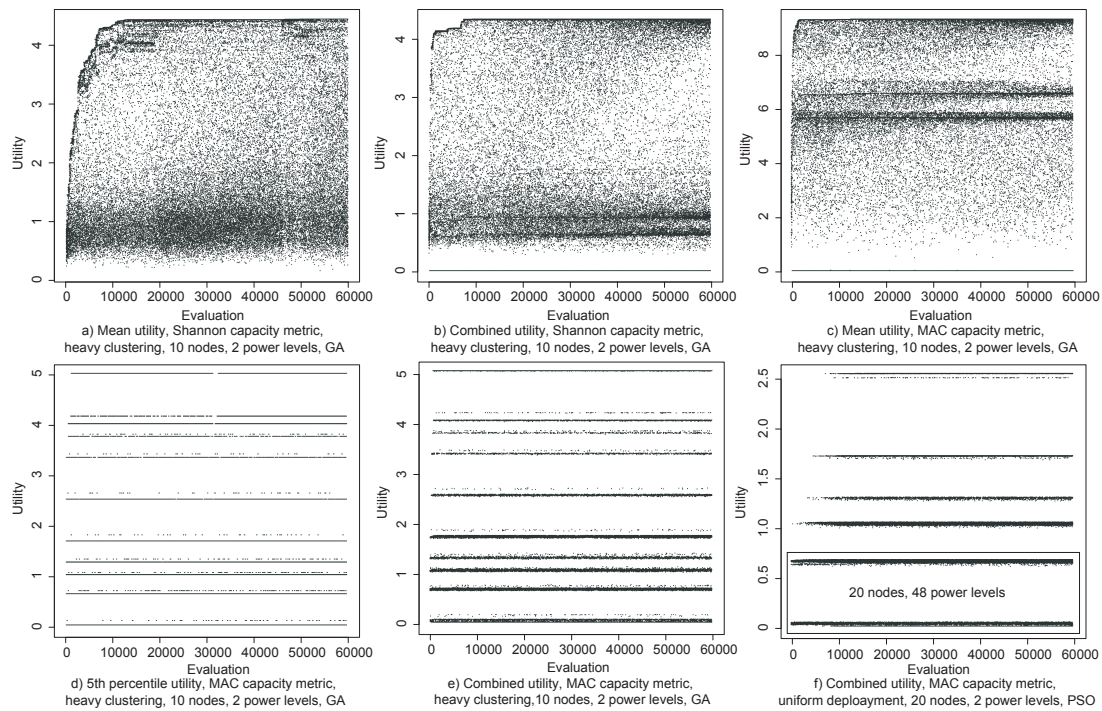 Utility
4
3
2
1
0
0 10000 20000 30000 40000 50000 60000
Evaluation
a) Mean utility, Shannon capacity metric,
heavy clustering, 10 nodes, 2 power levels, GA
Utility
4
3
2
1
0
0 10000 20000 30000 40000 50000 60000
Evaluation
b) Combined utility, Shannon capacity metric,
heavy clustering, 10 nodes, 2 power levels, GA
Utility
8
6
4
2
0
0 10000 20000 30000 40000 50000 60000
Evaluation
c) Mean utility, MAC capacity metric,
heavy clustering, 10 nodes, 2 power levels, GA
Utility
5
4
3
2
1
0
0 10000 20000 30000 40000 50000 60000
Evaluation
d) 5th percentile utility, MAC capacity metric,
heavy clustering, 10 nodes, 2 power levels, GA
Utility
5
4
3
2
1
0
0 10000 20000 30000 40000 50000 60000
Evaluation
e) Combined utility, MAC capacity metric,
heavy clustering,10 nodes, 2 power levels, GA
Utility
2.5
2.0
1.5
1.0
0.5
0
20 nodes, 48 power levels
0 10000 20000 30000 40000 50000 60000
Evaluation
f) Combined utility, MAC capacity metric,
uniform deploayment, 20 nodes, 2 power levels, PSO